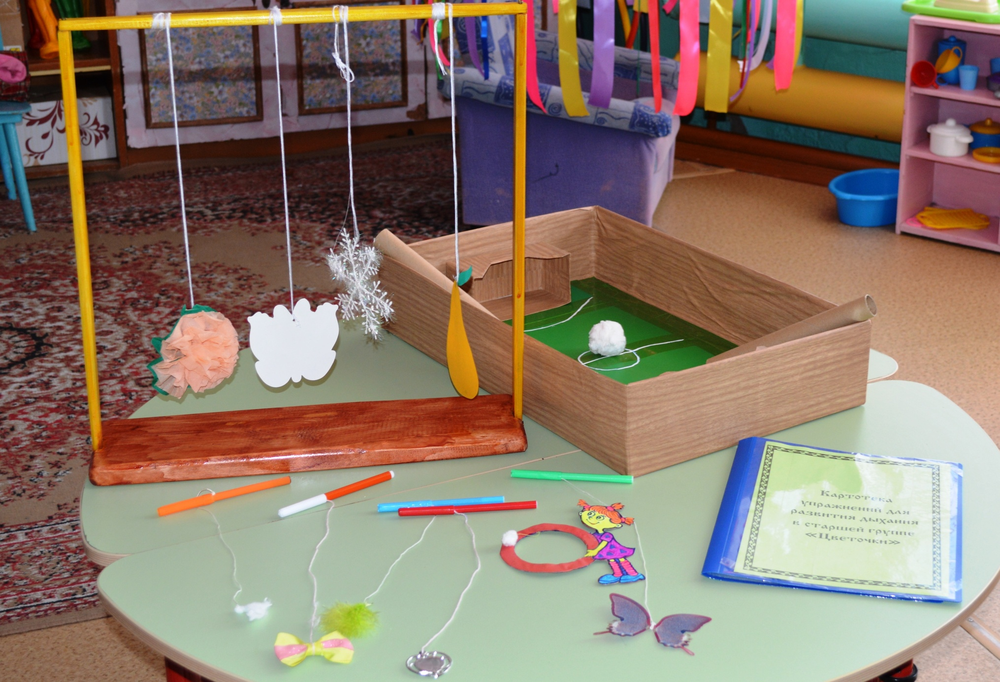 Картотека
упражнений для
развития дыхания
в старшей группе
«Цветочки»